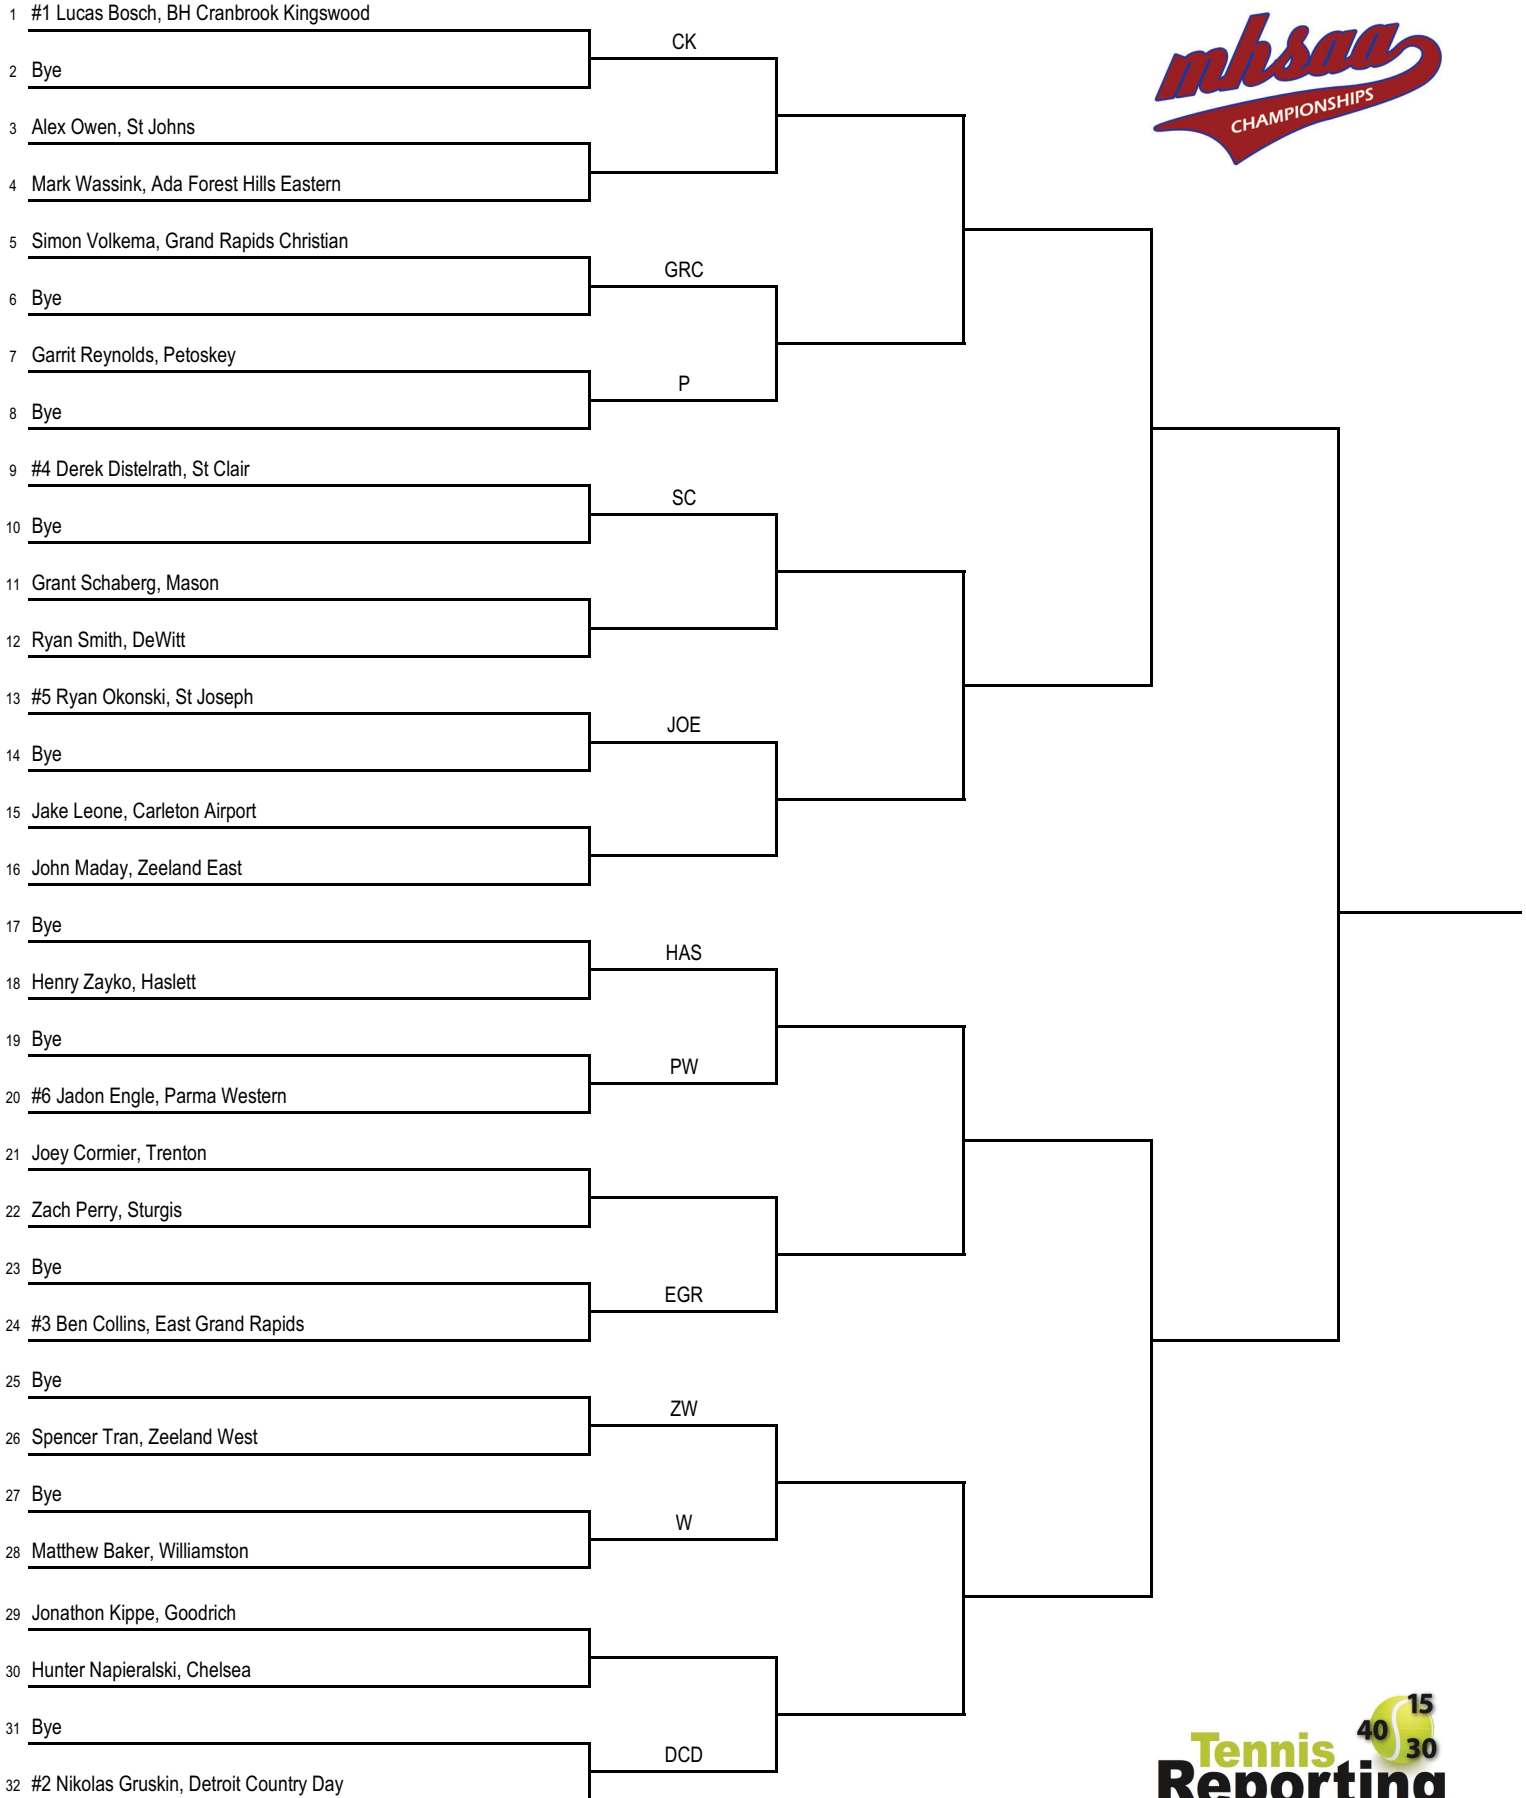 1 #1 Lucas Bosch, BH Cranbrook Kingswood
CK
2 Bye
3 Alex Owen, St Johns
4 Mark Wassink, Ada Forest Hills Eastern
5 Simon Volkema, Grand Rapids Christian
GRC
6 Bye
7 Garrit Reynolds, Petoskey
P
8 Bye
9 #4 Derek Distelrath, St Clair
SC
10 Bye
11 Grant Schaberg, Mason
12 Ryan Smith, DeWitt
13 #5 Ryan Okonski, St Joseph
JOE
14 Bye
15 Jake Leone, Carleton Airport
16 John Maday, Zeeland East
17 Bye
HAS
18 Henry Zayko, Haslett
19 Bye
PW
20 #6 Jadon Engle, Parma Western
21 Joey Cormier, Trenton
22 Zach Perry, Sturgis
23 Bye
EGR
24 #3 Ben Collins, East Grand Rapids
25 Bye
ZW
26 Spencer Tran, Zeeland West
27 Bye
W
28 Matthew Baker, Williamston
29 Jonathon Kippe, Goodrich
30 Hunter Napieralski, Chelsea
31 Bye
DCD
32 #2 Nikolas Gruskin, Detroit Country Day
mhsaa
CHAMPIONSHIPS
15
40
30
Tennis
Reporting